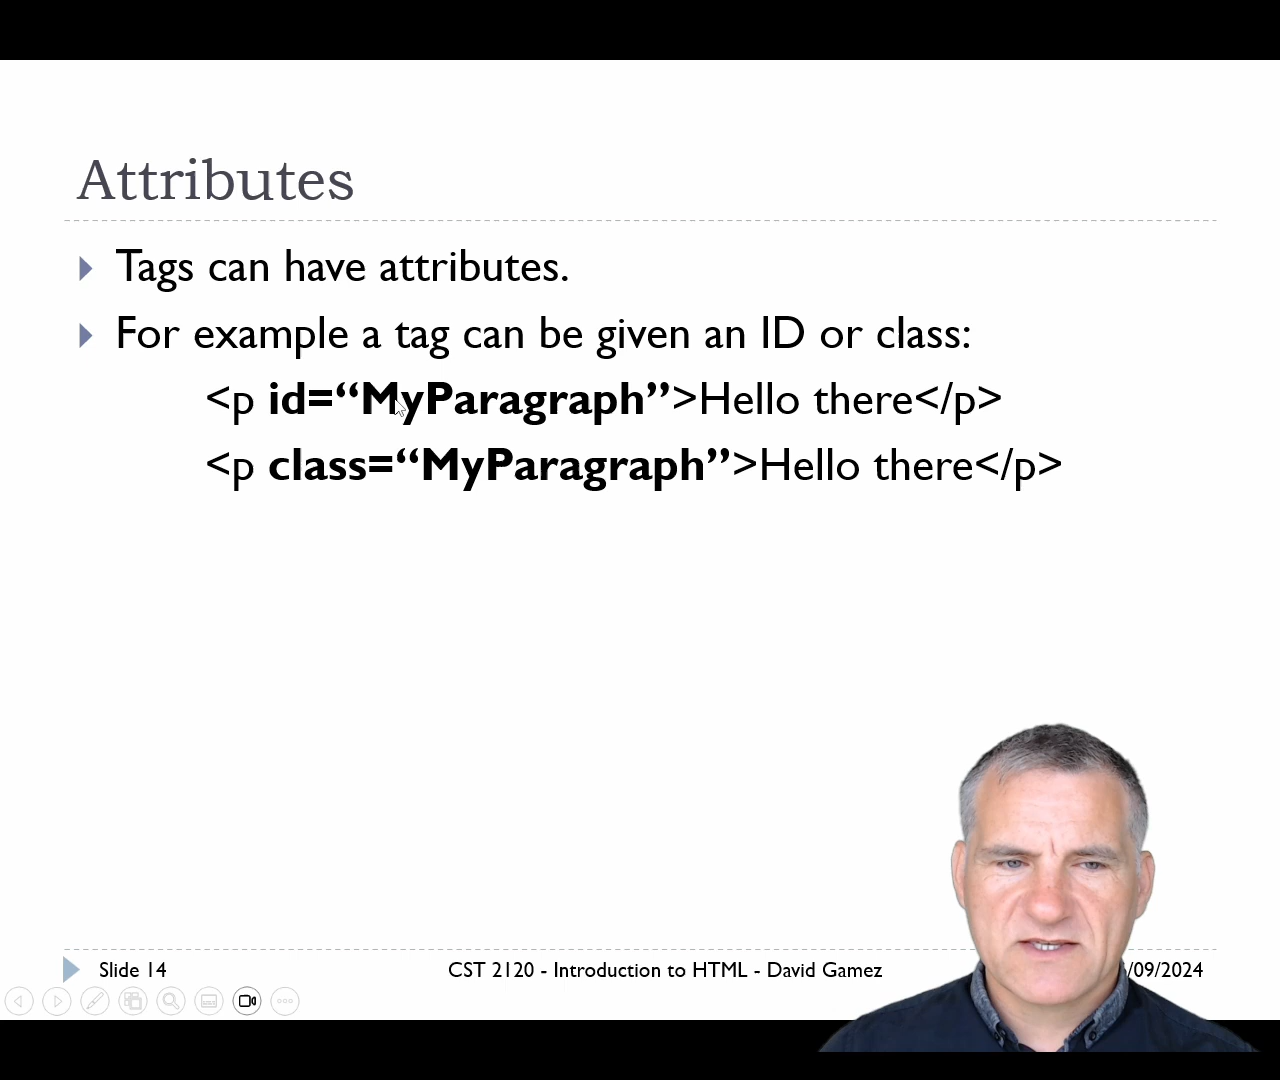 Attributes
Tags can have attributes.
For example a tag can be given an ID or class:
<p id=“MyParagraph”>Hello there</p>
<p class=“MyParagraph”>Hello there</p>
Slide 14
CST 2120 - Introduction to HTML - David Gamez
/09/2024